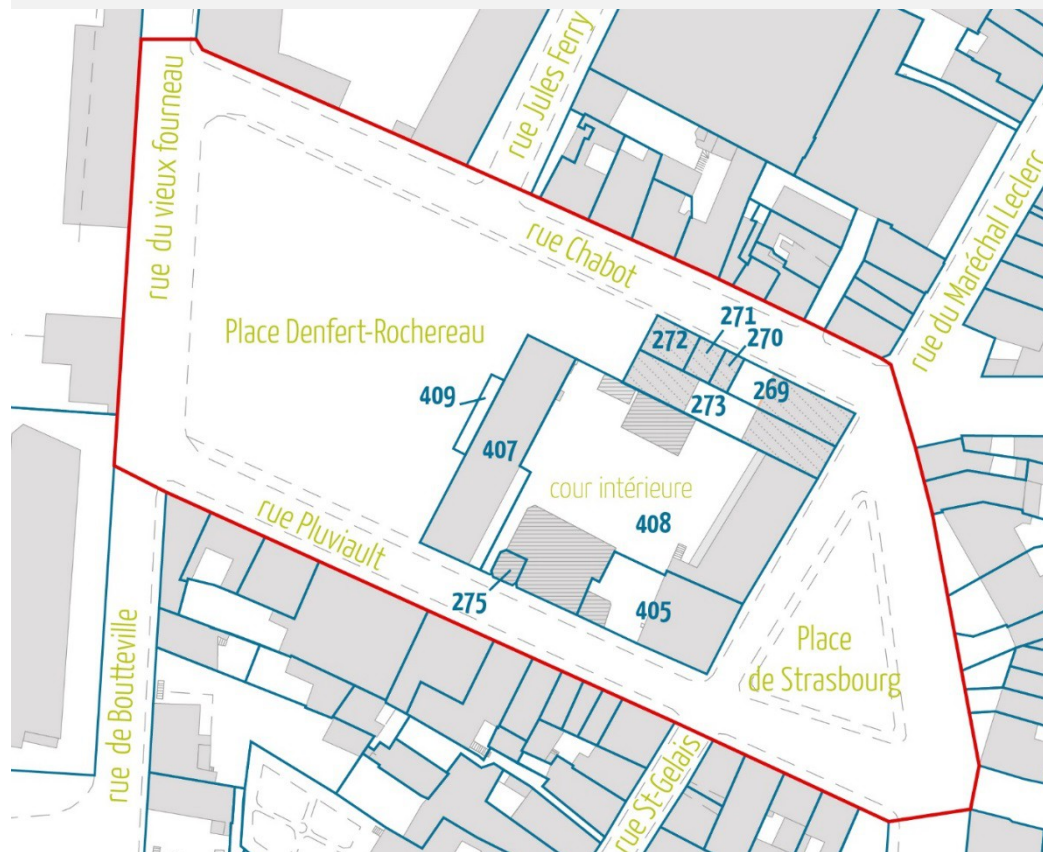 rue du vieux fourneau
rue Jules Ferry
rue du Maréchal Leclerc
rue Chabot
Place Denfert-Rochereau
271
272
270
269
273
409
407
cour intérieure
408
rue Pluviault
275
405
Place
de Strasbourg
rue de Boutteville
rue St-Gelais